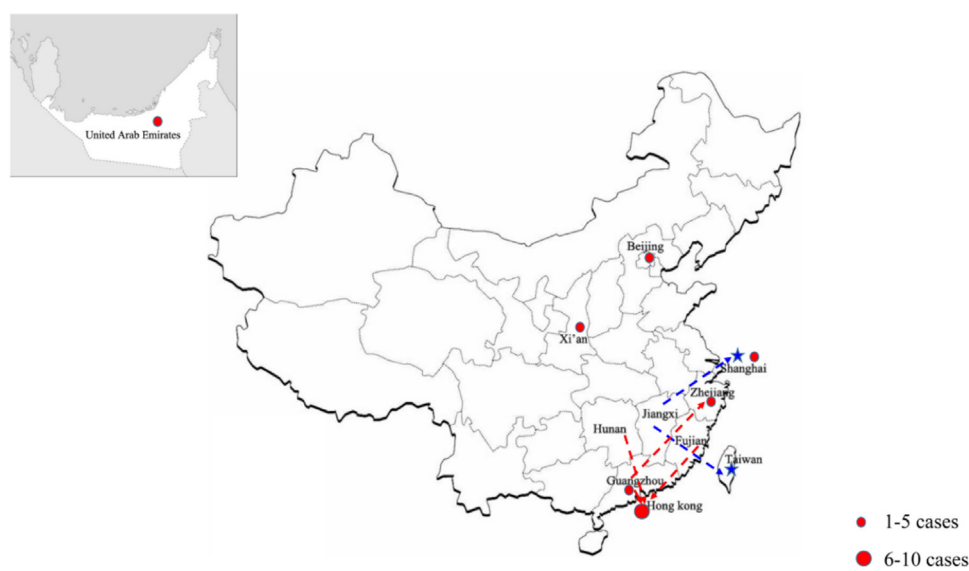 United Arab Emirates
Beijing
Xi'an
Shanghai
Zhejiang
Jiangxi
Hunan
Fujian
Taiwan
Guangzhou
Hong kong
1-5 cases
6-10 cases